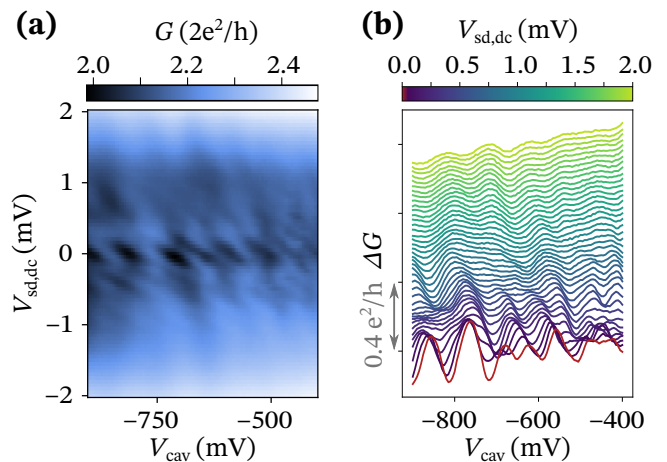 (a)
G (2e²/h)
2.0 2.2 2.4
V_sd,dc (mV)
2
1
0
−1
−2
−750 −500
V_cav (mV)
(b)
V_sd,dc (mV)
0.0 0.5 1.0 1.5 2.0
0.4 e²/h ΔG
−800 −600 −400
V_cav (mV)